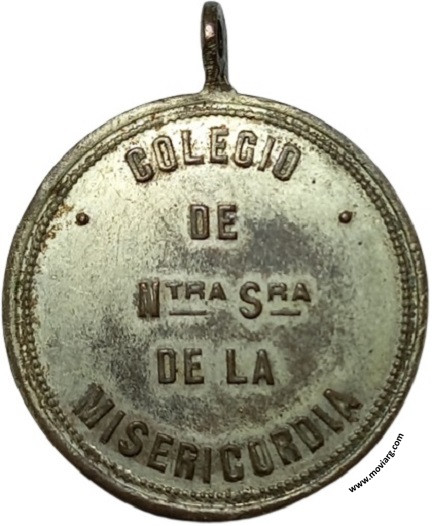 COLEGIO
DE
NTRA SRA
DE LA
MISERICORDIA
www.moviarg.com